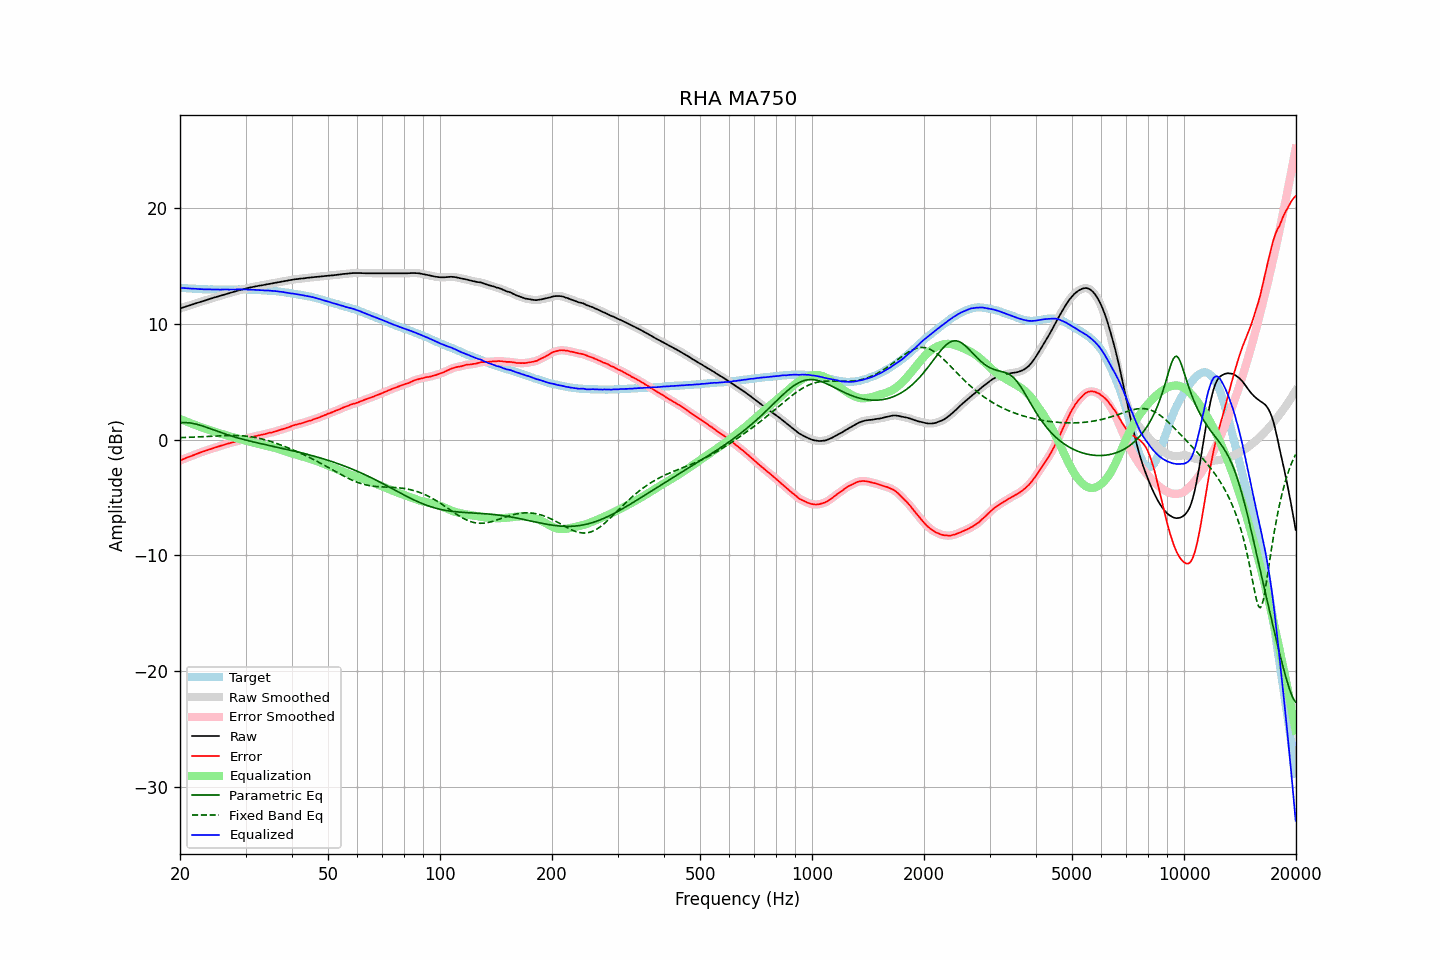 RHA MA750
Amplitude (dBr)
20
10
0
−10
−20
−30
Target
Raw Smoothed
Error Smoothed
Raw
Error
Equalization
Parametric Eq
Fixed Band Eq
Equalized
20 50 100 200 500 1000 2000 5000 10000 20000
Frequency (Hz)